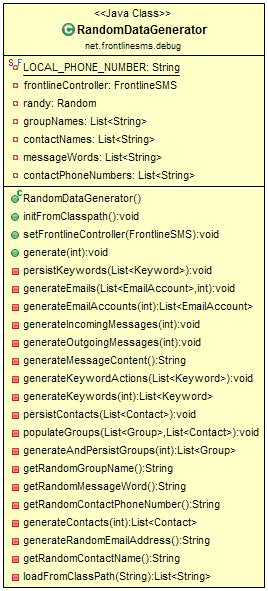 <<Java Class>>
C RandomDataGenerator
net.frontlinesms.debug
S F LOCAL_PHONE_NUMBER: String
frontlineController: FrontlineSMS
randy: Random
groupNames: List<String>
contactNames: List<String>
messageWords: List<String>
contactPhoneNumbers: List<String>
C RandomDataGenerator()
initFromClasspath():void
setFrontlineController(FrontlineSMS):void
generate(int):void
persistKeywords(List<Keyword>):void
generateEmails(List<EmailAccount>,int):void
generateEmailAccounts(int):List<EmailAccount>
generateIncomingMessages(int):void
generateOutgoingMessages(int):void
generateMessageContent():String
generateKeywordActions(List<Keyword>):void
generateKeywords(int):List<Keyword>
persistContacts(List<Contact>):void
populateGroups(List<Group>,List<Contact>):void
generateAndPersistGroups(int):List<Group>
getRandomGroupName():String
getRandomMessageWord():String
getRandomContactPhoneNumber():String
generateContacts(int):List<Contact>
generateRandomEmailAddress():String
getRandomContactName():String
loadFromClassPath(String):List<String>